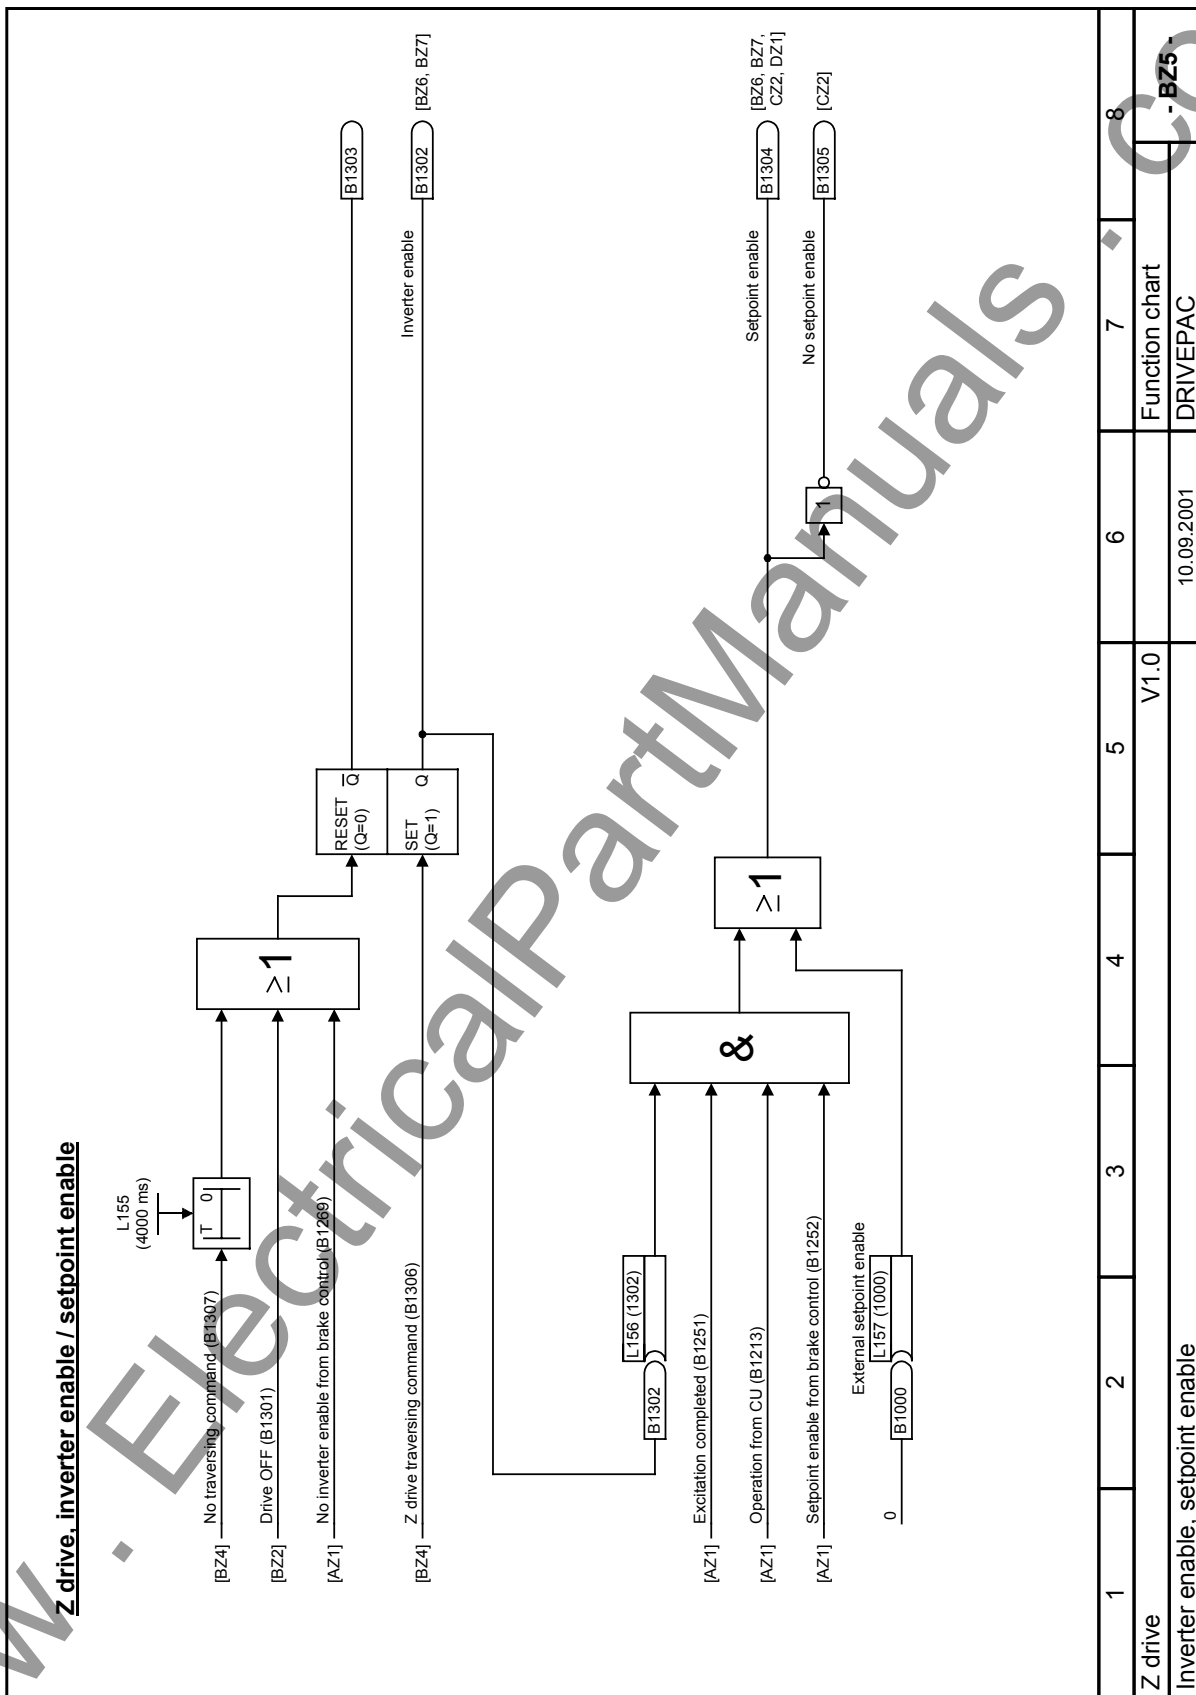 Z drive, inverter enable / setpoint enable
L155
(4000 ms)
T 0
[BZ4] No traversing command (B1307)
[BZ2] Drive OFF (B1301)
[AZ1] No inverter enable from brake control (B1269)
≥1
RESET Q
(Q=0)
B1303
[BZ4] Z drive traversing command (B1306)
SET Q
(Q=1)
Inverter enable
B1302
[BZ6, BZ7]
B1302
L156 (1302)
[AZ1] Excitation completed (B1251)
[AZ1] Operation from CU (B1213)
[AZ1] Setpoint enable from brake control (B1252)
&
≥1
External setpoint enable
0
B1000
L157 (1000)
Setpoint enable
B1304
[BZ6, BZ7,
CZ2, DZ1]
1
No setpoint enable
B1305
[CZ2]
1 2 3 4 5 6 7 8
Z drive V1.0 Function chart
- BZ5 -
Inverter enable, setpoint enable 10.09.2001 DRIVEPAC
w . ElectricalPartManuals . co